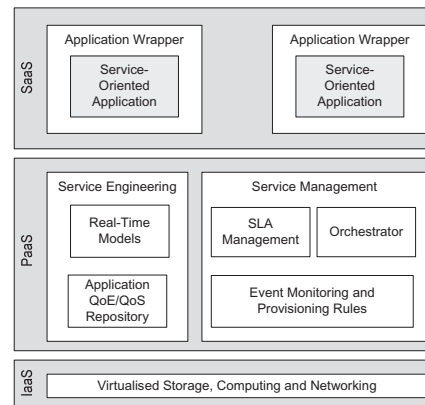 SaaS
Application Wrapper
Service-
Oriented
Application
Application Wrapper
Service-
Oriented
Application
PaaS
Service Engineering
Real-Time
Models
Application
QoE/QoS
Repository
Service Management
SLA
Management
Orchestrator
Event Monitoring and
Provisioning Rules
IaaS
Virtualised Storage, Computing and Networking